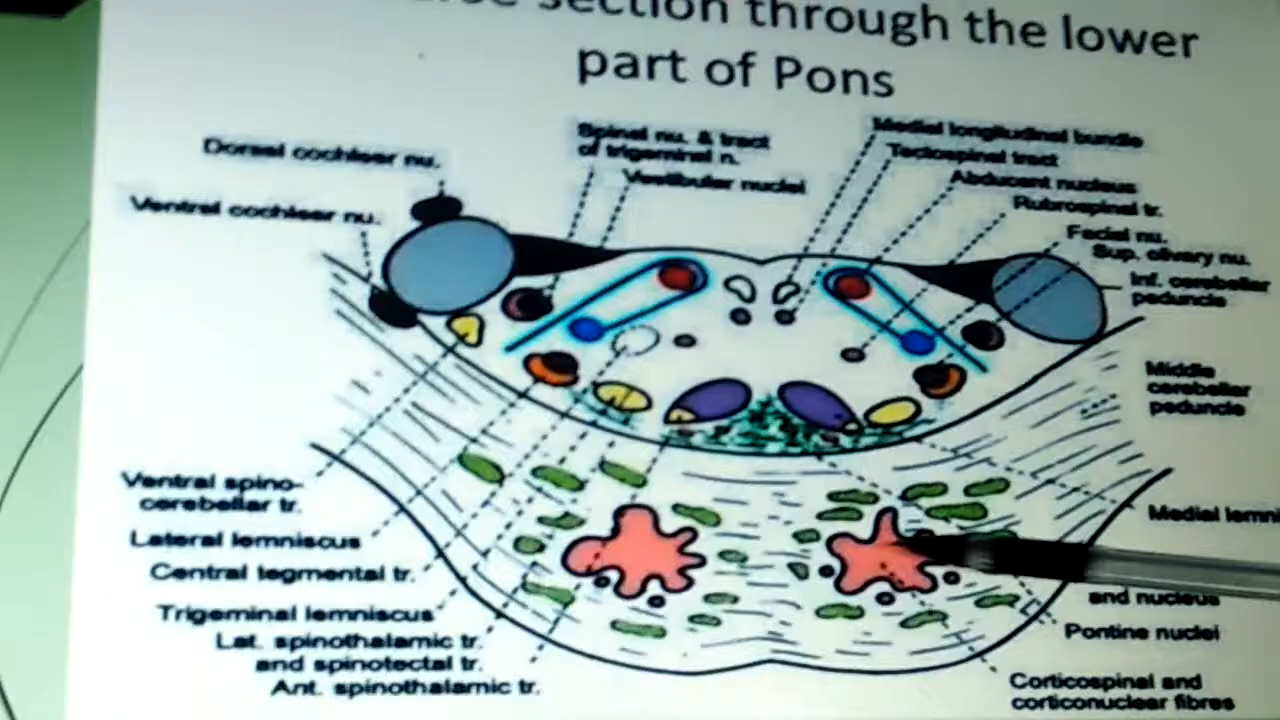 section through the lower
part of Pons
Dorsal cochlear nu.
Ventral cochlear nu.
Spinal nu. & tract
of trigeminal n.
Vestibular nuclei
Medial longitudinal bundle
Tectospinal tract
Abducent nucleus
Rubrospinal tr.
Facial nu.
Sup. olivary nu.
Inf. cerebellar
peduncle
Middle
cerebellar
peduncle
Ventral spino-
cerebellar tr.
Lateral lemniscus
Central tegmental tr.
Trigeminal lemniscus
Lat. spinothalamic tr.
and spinotectal tr.
Ant. spinothalamic tr.
Medial lemni
and nucleus
Pontine nuclei
Corticospinal and
corticonuclear fibres